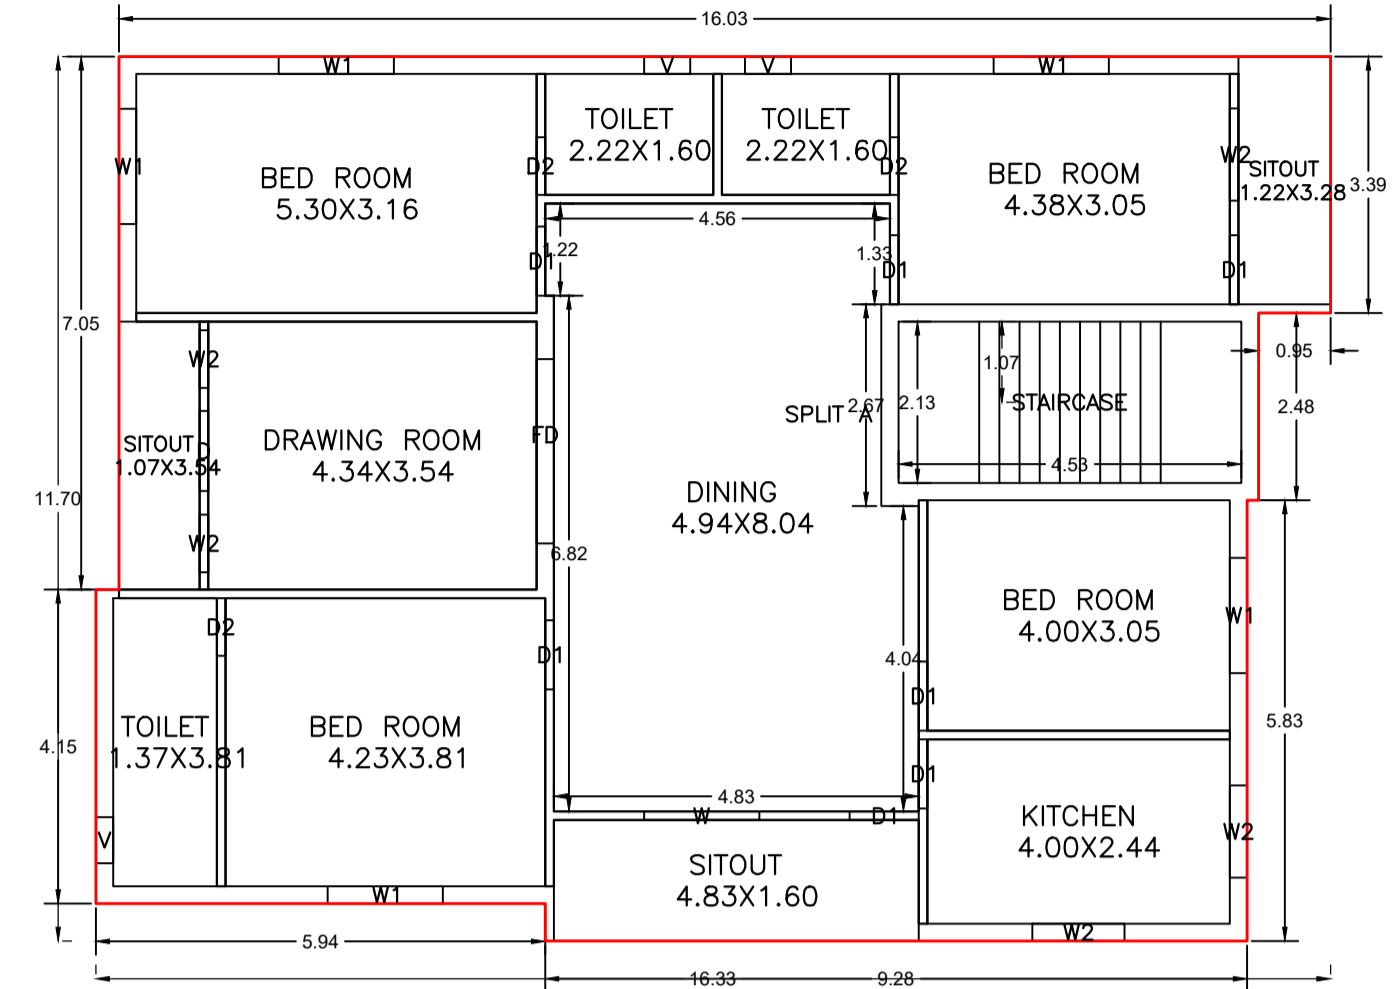 16.03
W1
V
V
W1
TOILET
2.22X1.60
TOILET
2.22X1.60
W1
BED ROOM
5.30X3.16
D2
D2
BED ROOM
4.38X3.05
W2
SITOUT
1.22X3.28
3.39
4.56
1.22
1.33
D1
D1
D1
7.05
W2
FD
SITOUT
1.07X3.54
D
DRAWING ROOM
4.34X3.54
W2
SPLIT A
2.67
2.13
1.07
STAIRCASE
4.53
0.95
2.48
11.70
DINING
4.94X8.04
6.82
BED ROOM
4.00X3.05
W1
D2
D1
4.04
D1
TOILET
1.37X3.81
BED ROOM
4.23X3.81
4.15
5.83
D1
4.83
W
D1
KITCHEN
4.00X2.44
W2
V
SITOUT
4.83X1.60
W1
W2
5.94
16.33
9.28